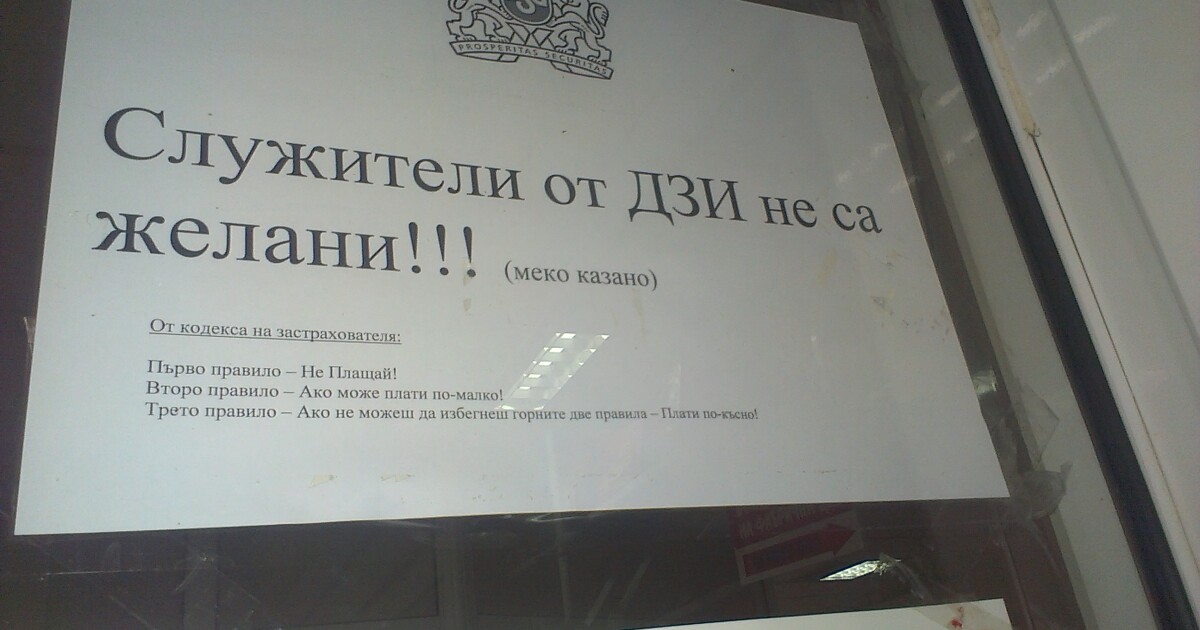 PROSPERITAS SECURITAS
Служители от ДЗИ не са
желани!!! (меко казано)
От кодекса на застрахователя:
Първо правило – Не Плащай!
Второ правило – Ако може плати по-малко!
Трето правило – Ако не можеш да избегнеш горните две правила – Плати по-късно!